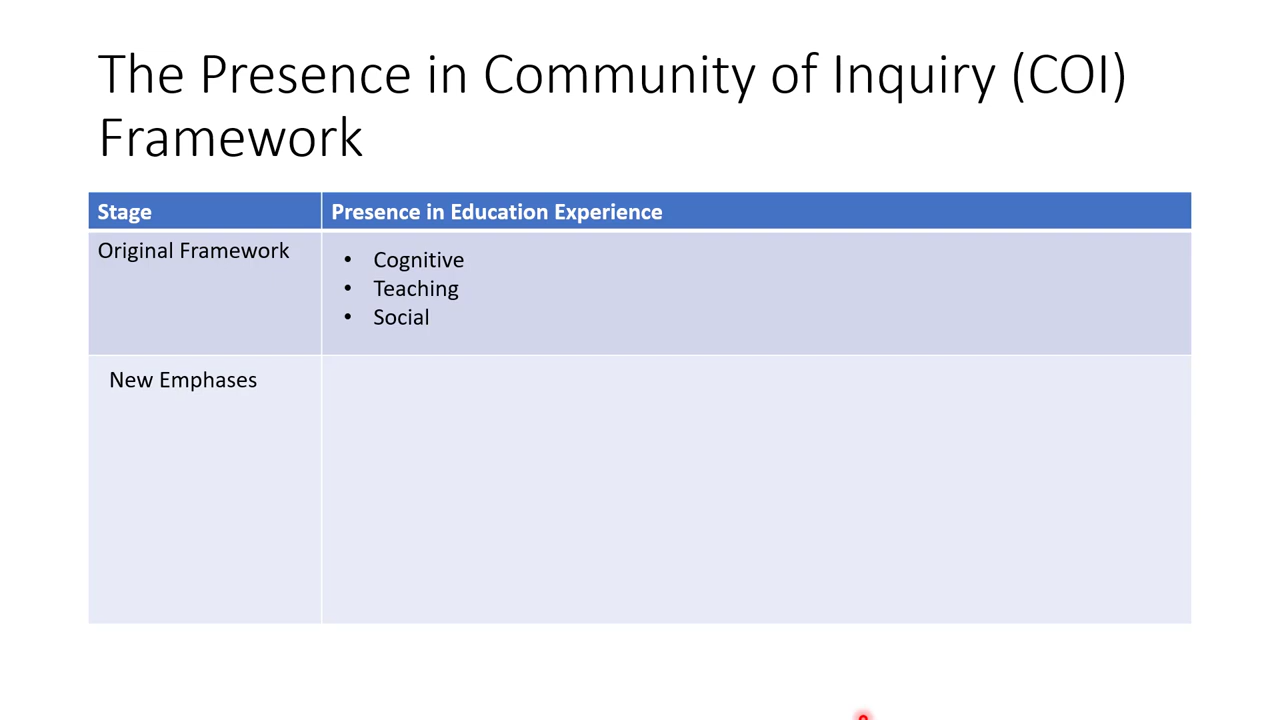 The Presence in Community of Inquiry (COI)
Framework
Stage
Presence in Education Experience
Original Framework
• Cognitive
• Teaching
• Social
New Emphases